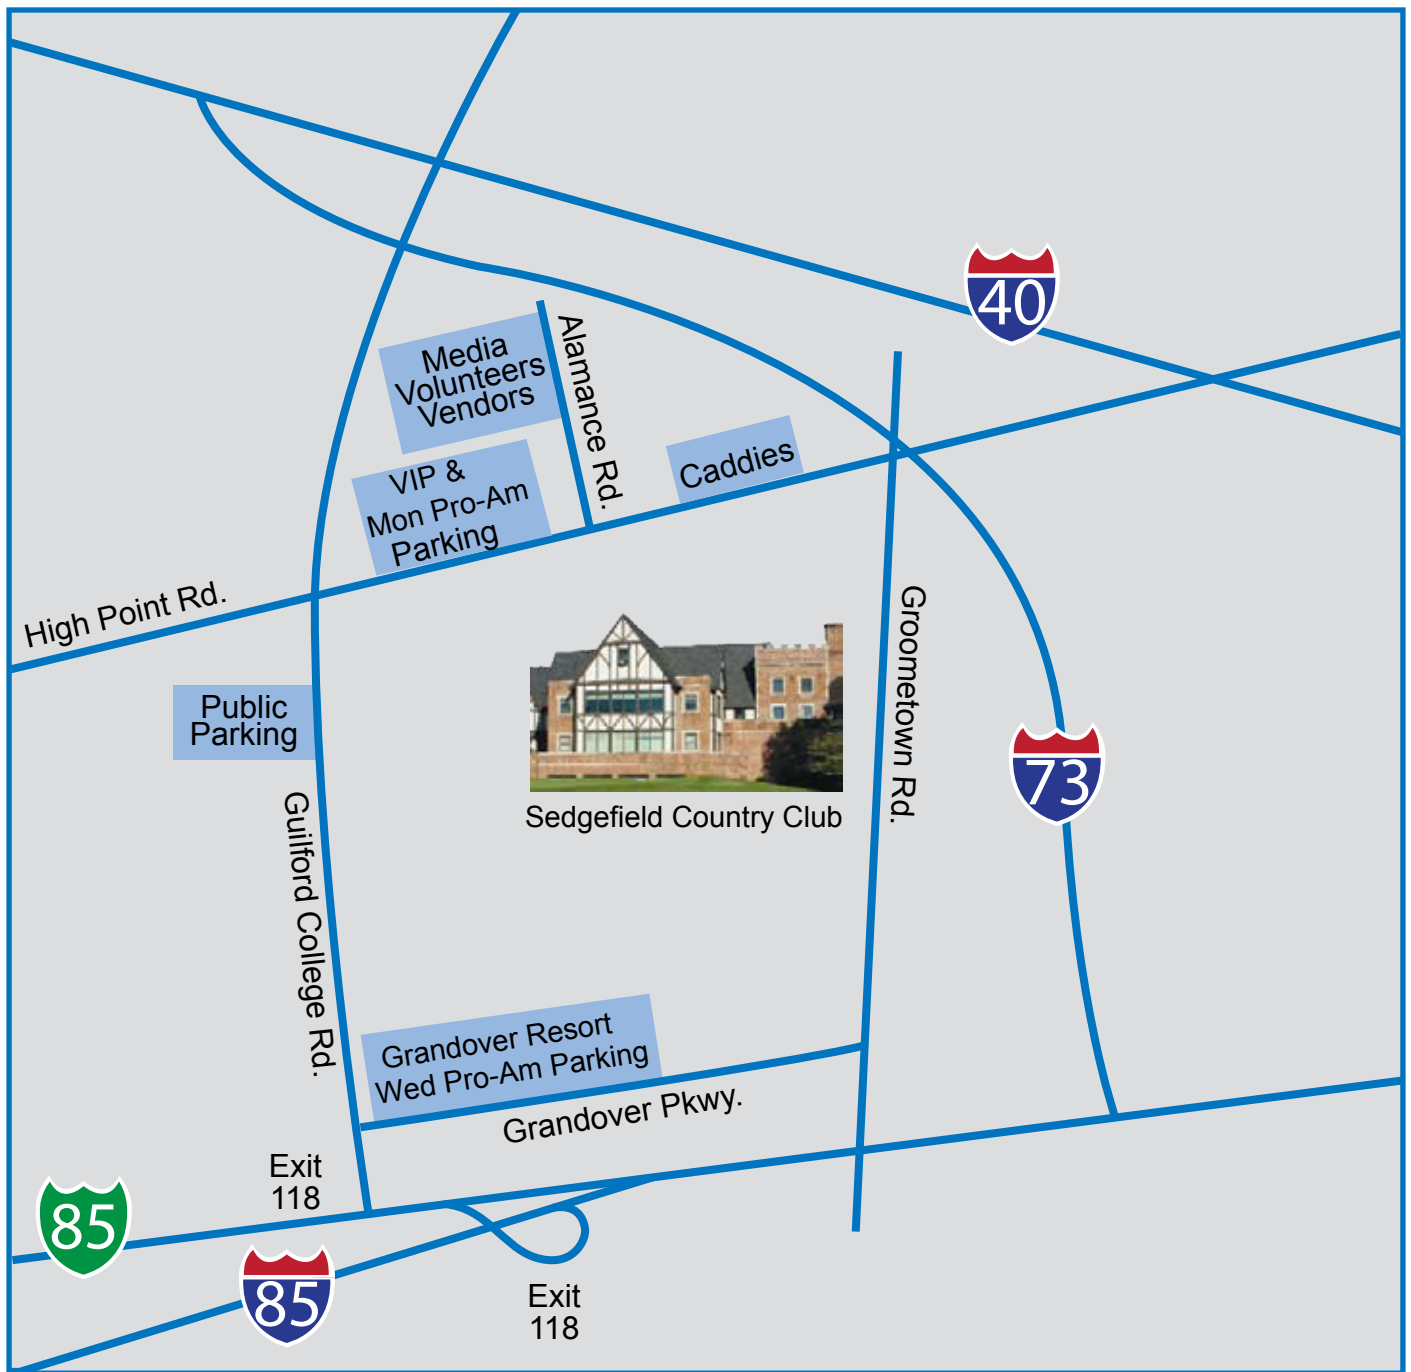 40
Alamance Rd.
Media
Volunteers
Vendors
Caddies
VIP &
Mon Pro-Am
Parking
High Point Rd.
Groometown Rd.
Public
Parking
73
Sedgefield Country Club
Guilford College Rd.
Grandover Resort
Wed Pro-Am Parking
Grandover Pkwy.
Exit
118
85
85
Exit
118